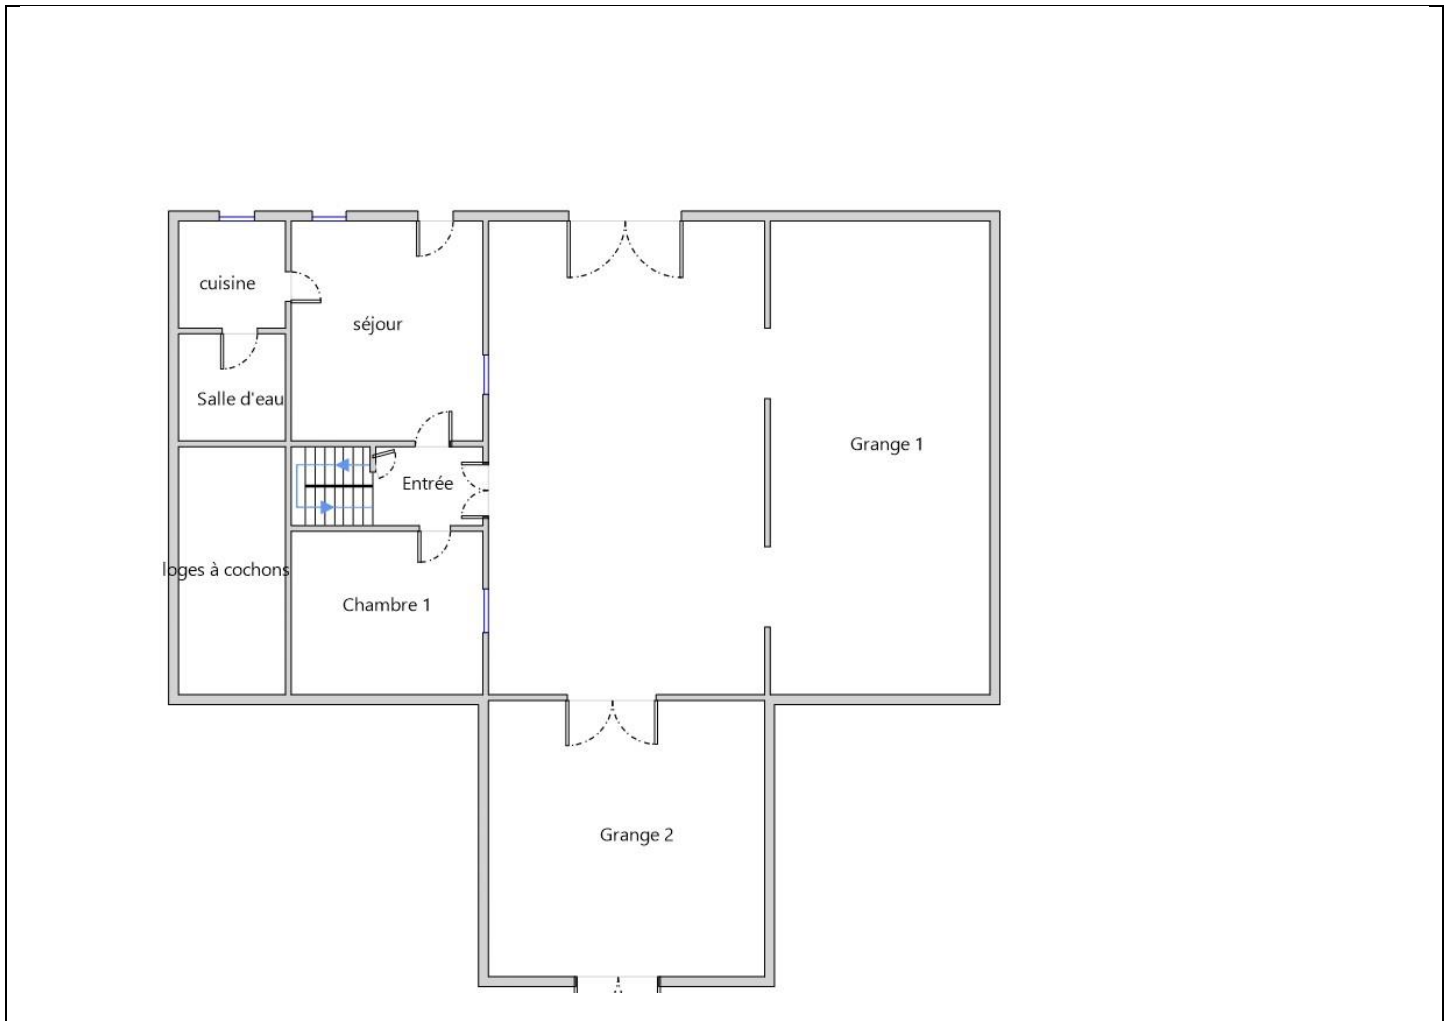 cuisine
séjour
Salle d'eau
Grange 1
Entrée
loges à cochons
Chambre 1
Grange 2